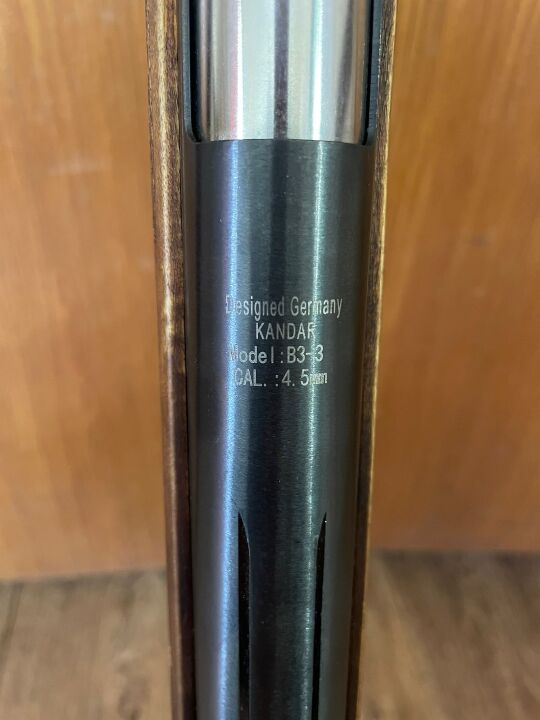 Designed Germany
KANDAR
Model:B3-3
CAL.:4.5mm